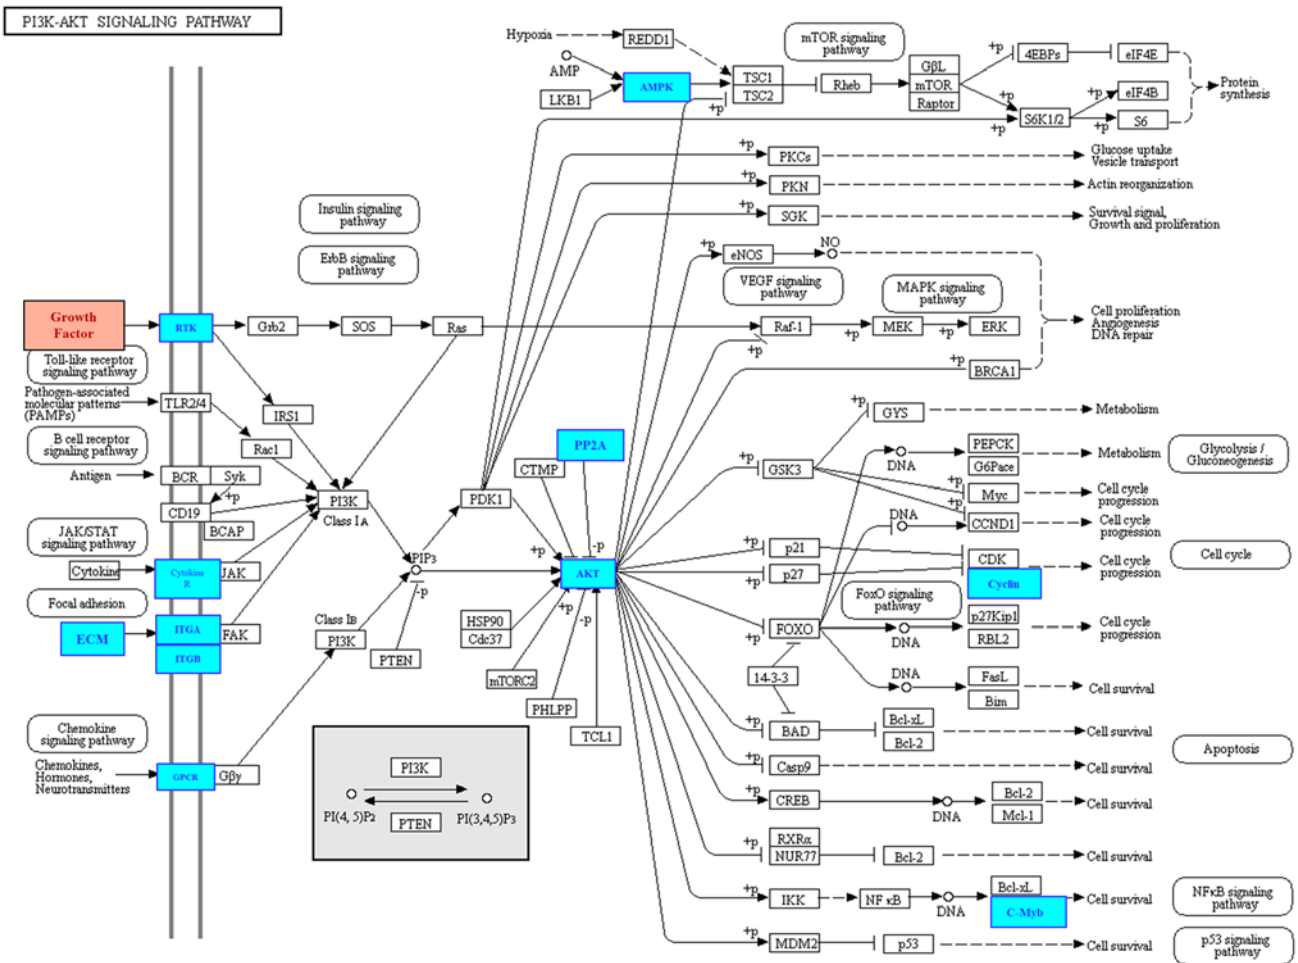 PI3K-AKT SIGNALING PATHWAY
Hypoxia
REDD1
mTOR signaling
pathway
AMP
LKB1
AMPK
+p
TSC1
TSC2
Rheb
GβL
mTOR
Raptor
+p
4EBPs
eIF4E
+p
S6K1/2
+p
+p
+p
eIF4B
S6
Protein
synthesis
+p
PKCs
Glucose uptake
Vesicle transport
+p
PKN
Actin reorganization
+p
SGK
Survival signal,
Growth and proliferation
Insulin signaling
pathway
ErbB signaling
pathway
+p
eNOS
NO
VEGF signaling
pathway
MAPK signaling
pathway
Growth
Factor
RTK
Grb2
SOS
Ras
Raf-1
+p
+p
MEK
+p
ERK
Cell proliferation
Angiogenesis
DNA repair
+p
BRCA1
Toll-like receptor
signaling pathway
Pathogen-associated
molecular patterns
(PAMPs)
TLR2/4
IRS1
Rac1
B cell receptor
signaling pathway
Antigen
BCR
Syk
+p
CD19
BCAP
PI3K
Class IA
PDK1
CTMP
PP2A
+p
GYS
Metabolism
+p
GSK3
DNA
PEPCK
G6Pace
Metabolism
Glycolysis /
Gluconeogenesis
+p
Myc
Cell cycle
progression
+p
DNA
CCND1
Cell cycle
progression
JAK/STAT
signaling pathway
Cytokine
Cytokine
R
JAK
PIP3
-p
+p
-p
AKT
+p
-p
+p
p21
+p
p27
CDK
Cyclin
Cell cycle
progression
Cell cycle
Focal adhesion
ECM
ITGA
ITGB
FAK
Class IB
PI3K
PTEN
HSP90
Cdc37
mTORC2
PHLPP
TCL1
FoxO signaling
pathway
+p
FOXO
DNA
p27Kip1
RBL2
Cell cycle
progression
14-3-3
DNA
FasL
Bim
Cell survival
+p
BAD
Bcl-xL
Bcl-2
Cell survival
Apoptosis
+p
Casp9
Cell survival
Chemokine
signaling pathway
Chemokines,
Hormones,
Neurotransmitters
GPCR
Gβγ
PI3K
PI(4, 5)P2
PI(3,4,5)P3
PTEN
+p
CREB
DNA
Bcl-2
Mcl-1
Cell survival
+p
RXRα
NUR77
Bcl-2
Cell survival
+p
IKK
NFκB
DNA
Bcl-xL
C-Myb
Cell survival
NFκB signaling
pathway
+p
MDM2
p53
Cell survival
p53 signaling
pathway